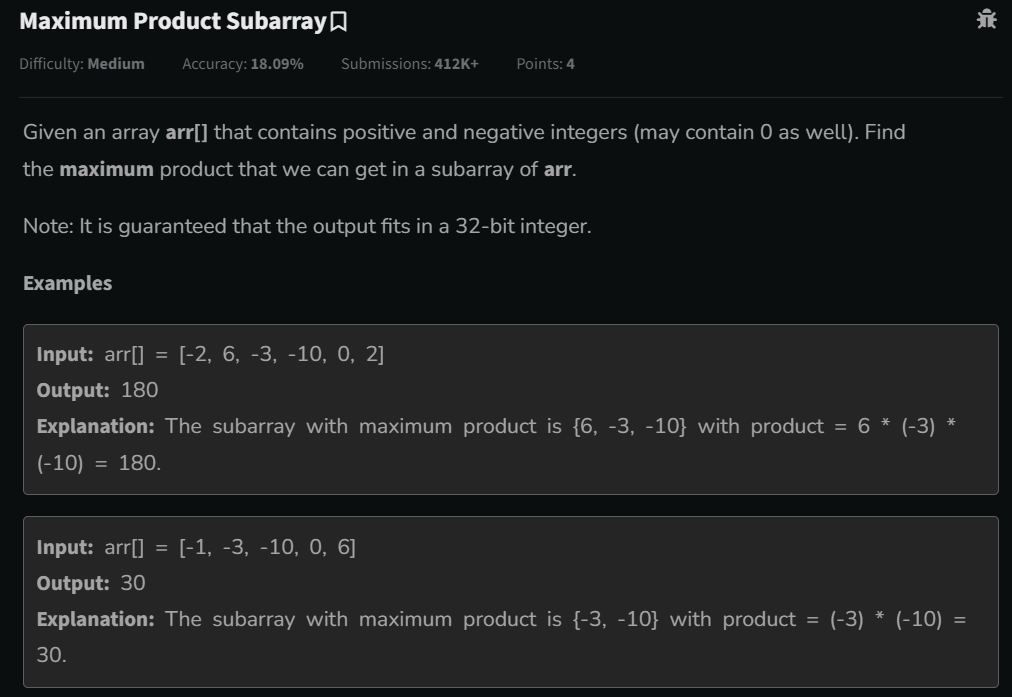 Maximum Product Subarray
Difficulty: Medium Accuracy: 18.09% Submissions: 412K+ Points: 4
Given an array arr[] that contains positive and negative integers (may contain 0 as well). Find
the maximum product that we can get in a subarray of arr.
Note: It is guaranteed that the output fits in a 32-bit integer.
Examples
Input: arr[] = [-2, 6, -3, -10, 0, 2]
Output: 180
Explanation: The subarray with maximum product is {6, -3, -10} with product = 6 * (-3) *
(-10) = 180.
Input: arr[] = [-1, -3, -10, 0, 6]
Output: 30
Explanation: The subarray with maximum product is {-3, -10} with product = (-3) * (-10) =
30.